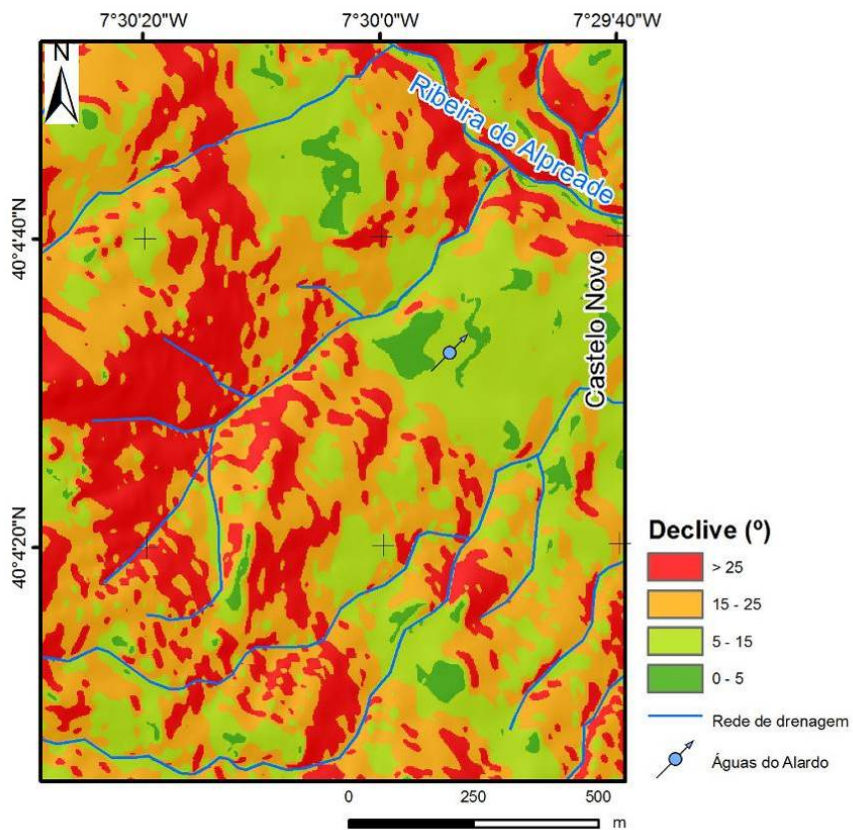 7°30'20"W
7°30'0"W
7°29'40"W
N
Ribeira de Alpreade
40°4'40"N
Castelo Novo
40°4'20"N
Declive (º)
> 25
15 - 25
5 - 15
0 - 5
Rede de drenagem
Águas do Alardo
0 250 500
m